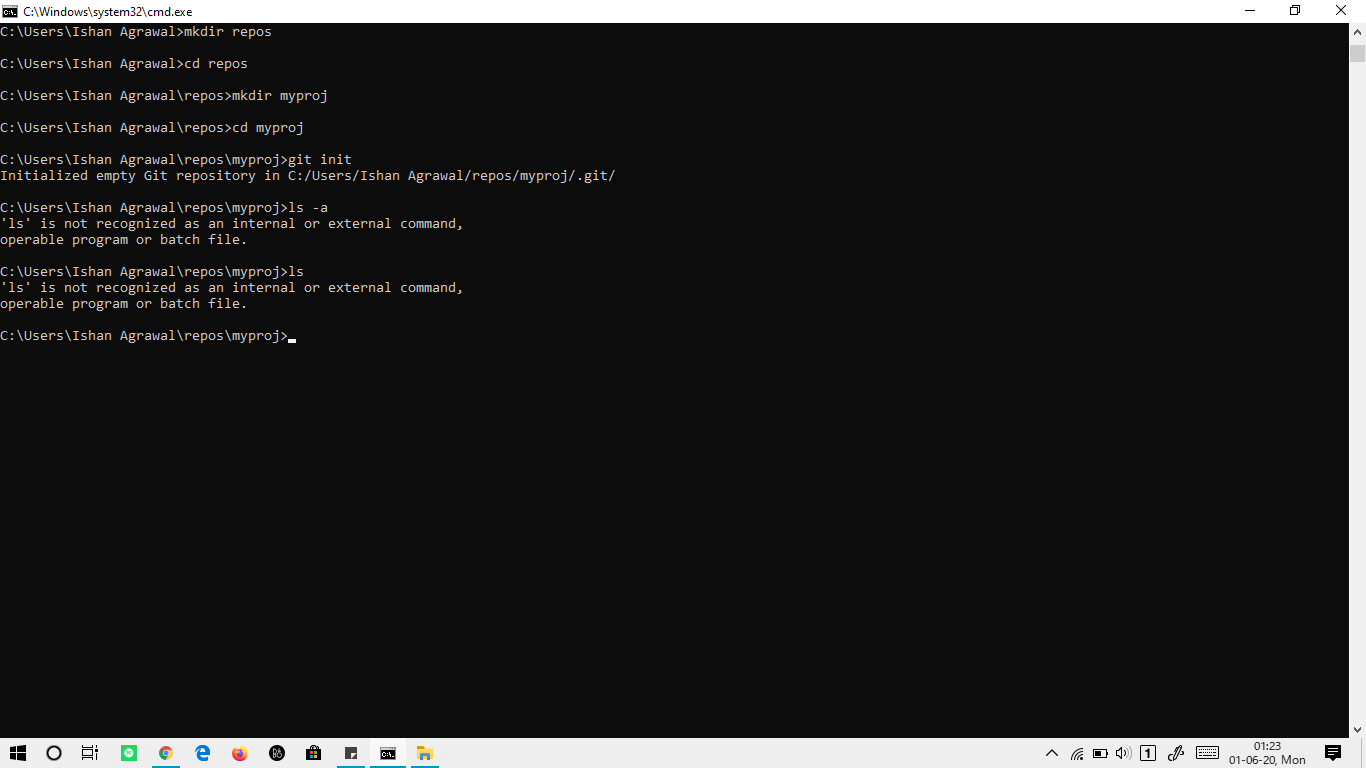 C:\Windows\system32\cmd.exe
C:\Users\Ishan Agrawal>mkdir repos
C:\Users\Ishan Agrawal>cd repos
C:\Users\Ishan Agrawal\repos>mkdir myproj
C:\Users\Ishan Agrawal\repos>cd myproj
C:\Users\Ishan Agrawal\repos\myproj>git init
Initialized empty Git repository in C:/Users/Ishan Agrawal/repos/myproj/.git/
C:\Users\Ishan Agrawal\repos\myproj>ls -a
'ls' is not recognized as an internal or external command,
operable program or batch file.
C:\Users\Ishan Agrawal\repos\myproj>ls
'ls' is not recognized as an internal or external command,
operable program or batch file.
C:\Users\Ishan Agrawal\repos\myproj>
1
01:23
01-06-20, Mon